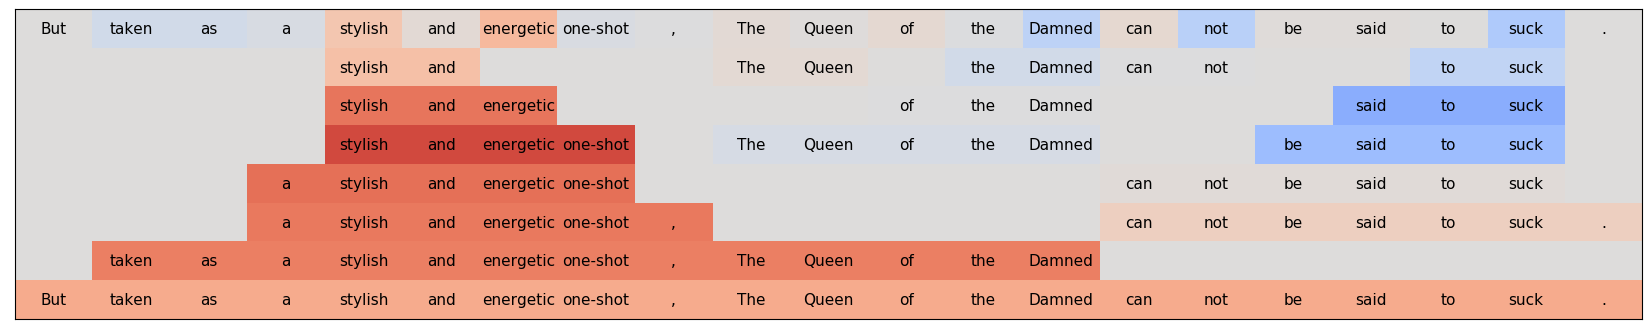 But taken as a stylish and energetic one-shot , The Queen of the Damned can not be said to suck .
stylish and The Queen the Damned can not to suck
stylish and energetic of the Damned said to suck
stylish and energetic one-shot The Queen of the Damned be said to suck
a stylish and energetic one-shot can not be said to suck
a stylish and energetic one-shot , can not be said to suck .
taken as a stylish and energetic one-shot , The Queen of the Damned
But taken as a stylish and energetic one-shot , The Queen of the Damned can not be said to suck .